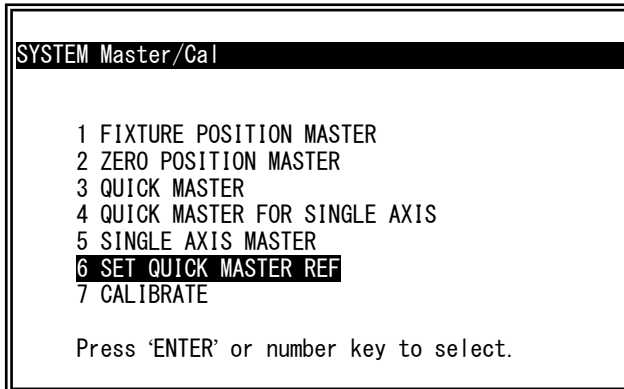 SYSTEM Master/Cal
1 FIXTURE POSITION MASTER
2 ZERO POSITION MASTER
3 QUICK MASTER
4 QUICK MASTER FOR SINGLE AXIS
5 SINGLE AXIS MASTER
6 SET QUICK MASTER REF
7 CALIBRATE
Press ‘ENTER’ or number key to select.